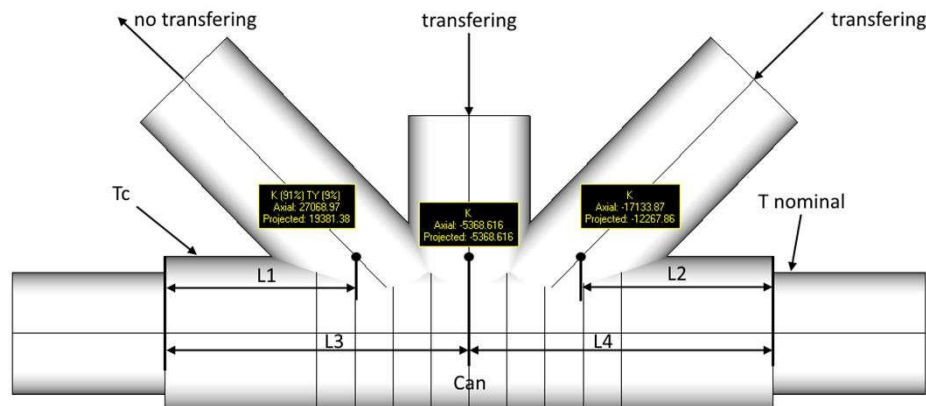 no transfering
transfering
transfering
K (91%) TY (9%)
Axial: 27068.97
Projected: 19381.38
K
Axial: -5368.616
Projected: -5368.616
K
Axial: -17133.87
Projected: -12267.86
Tc
T nominal
L1
L2
L3
L4
Can